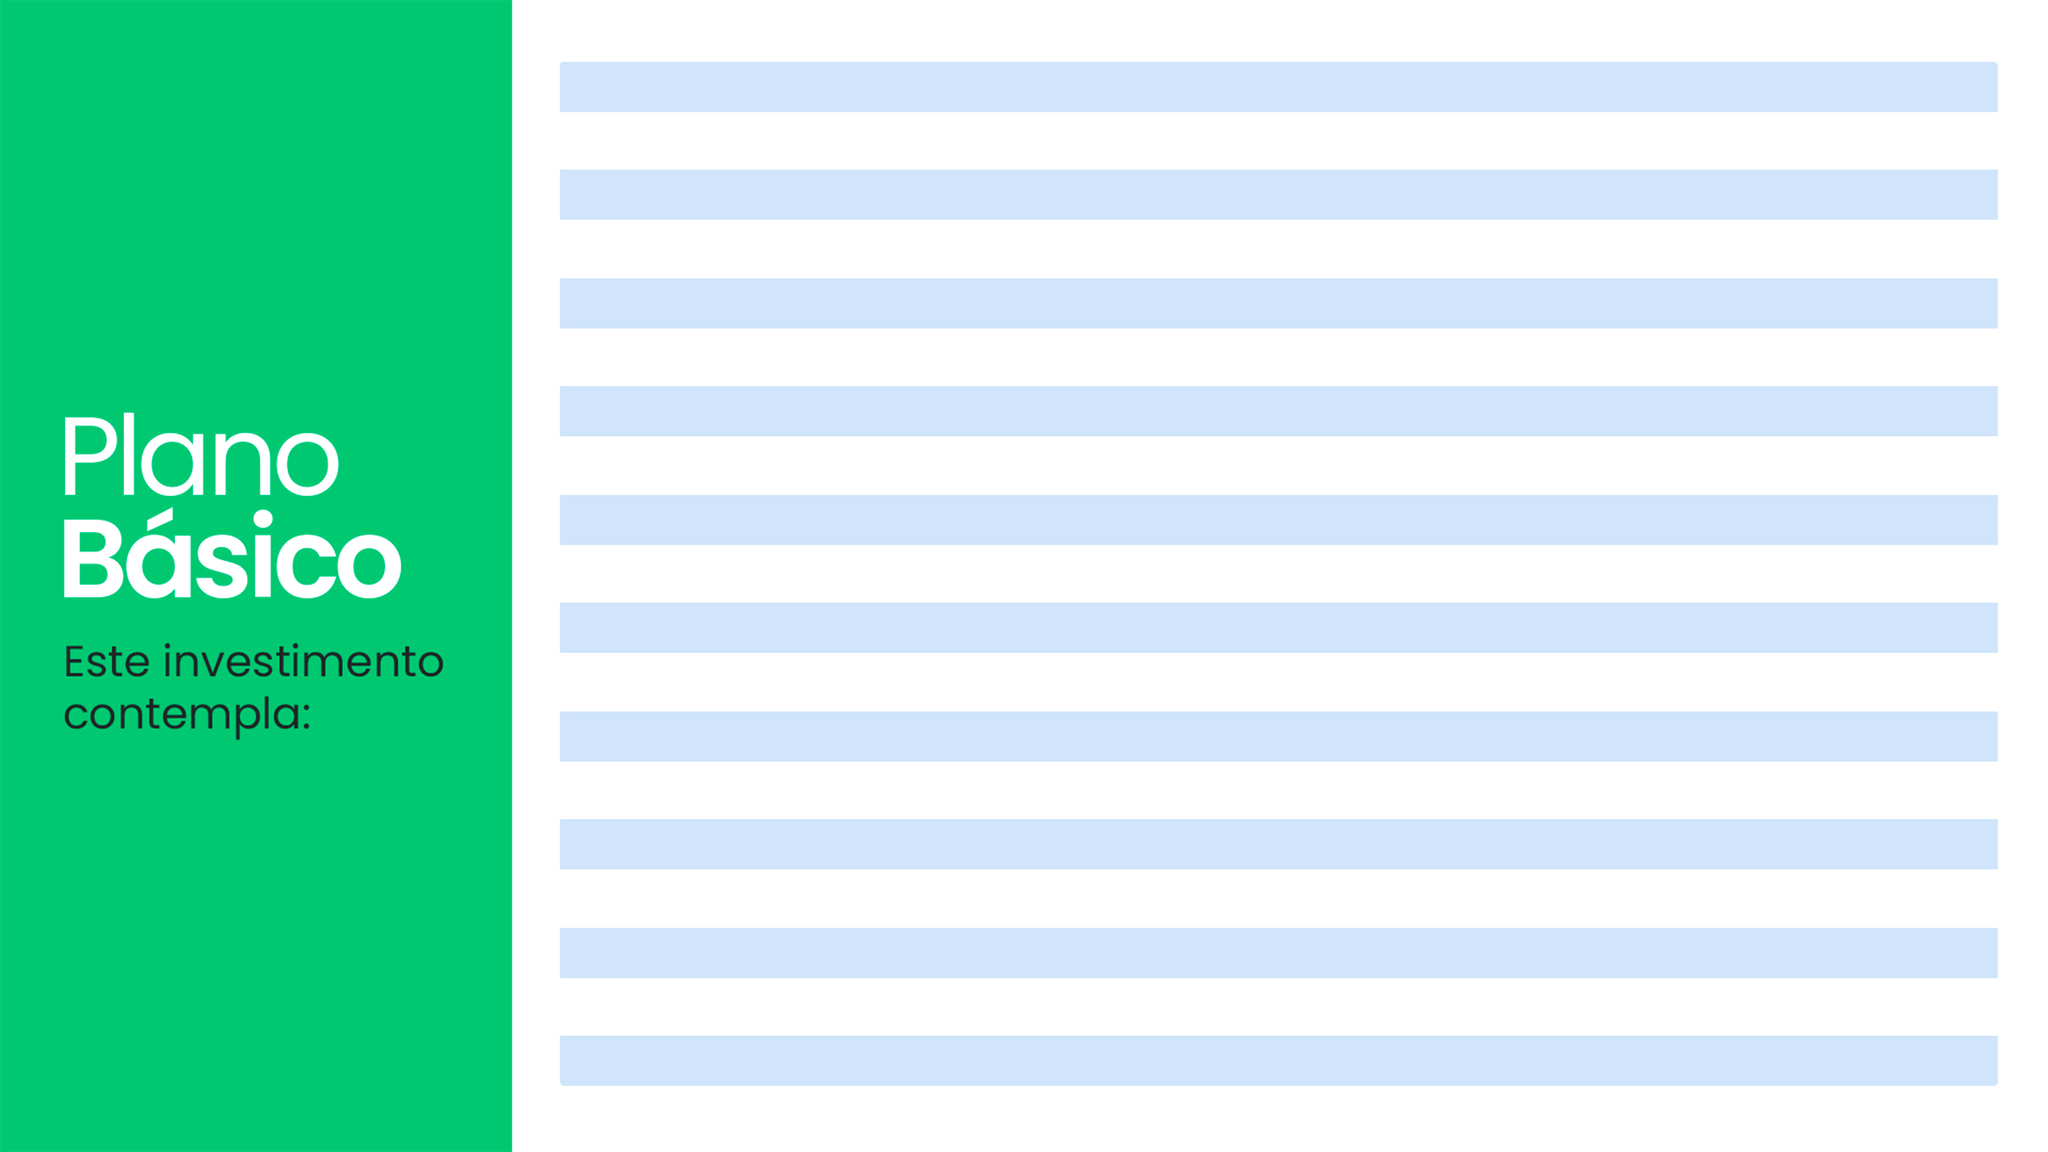 Plano
Básico
Este investimento
contempla: